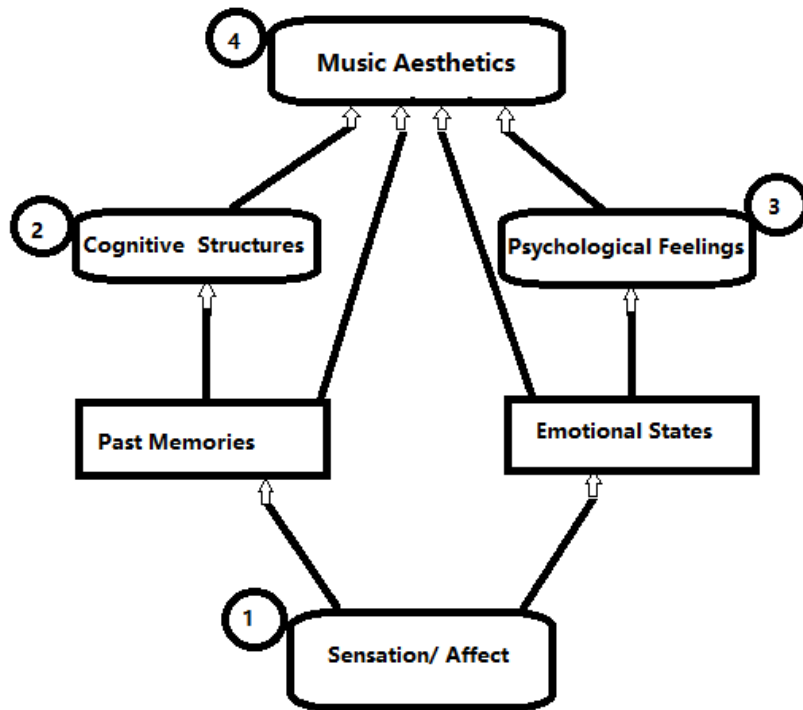 4
Music Aesthetics
2
Cognitive Structures
3
Psychological Feelings
Past Memories
Emotional States
1
Sensation/ Affect